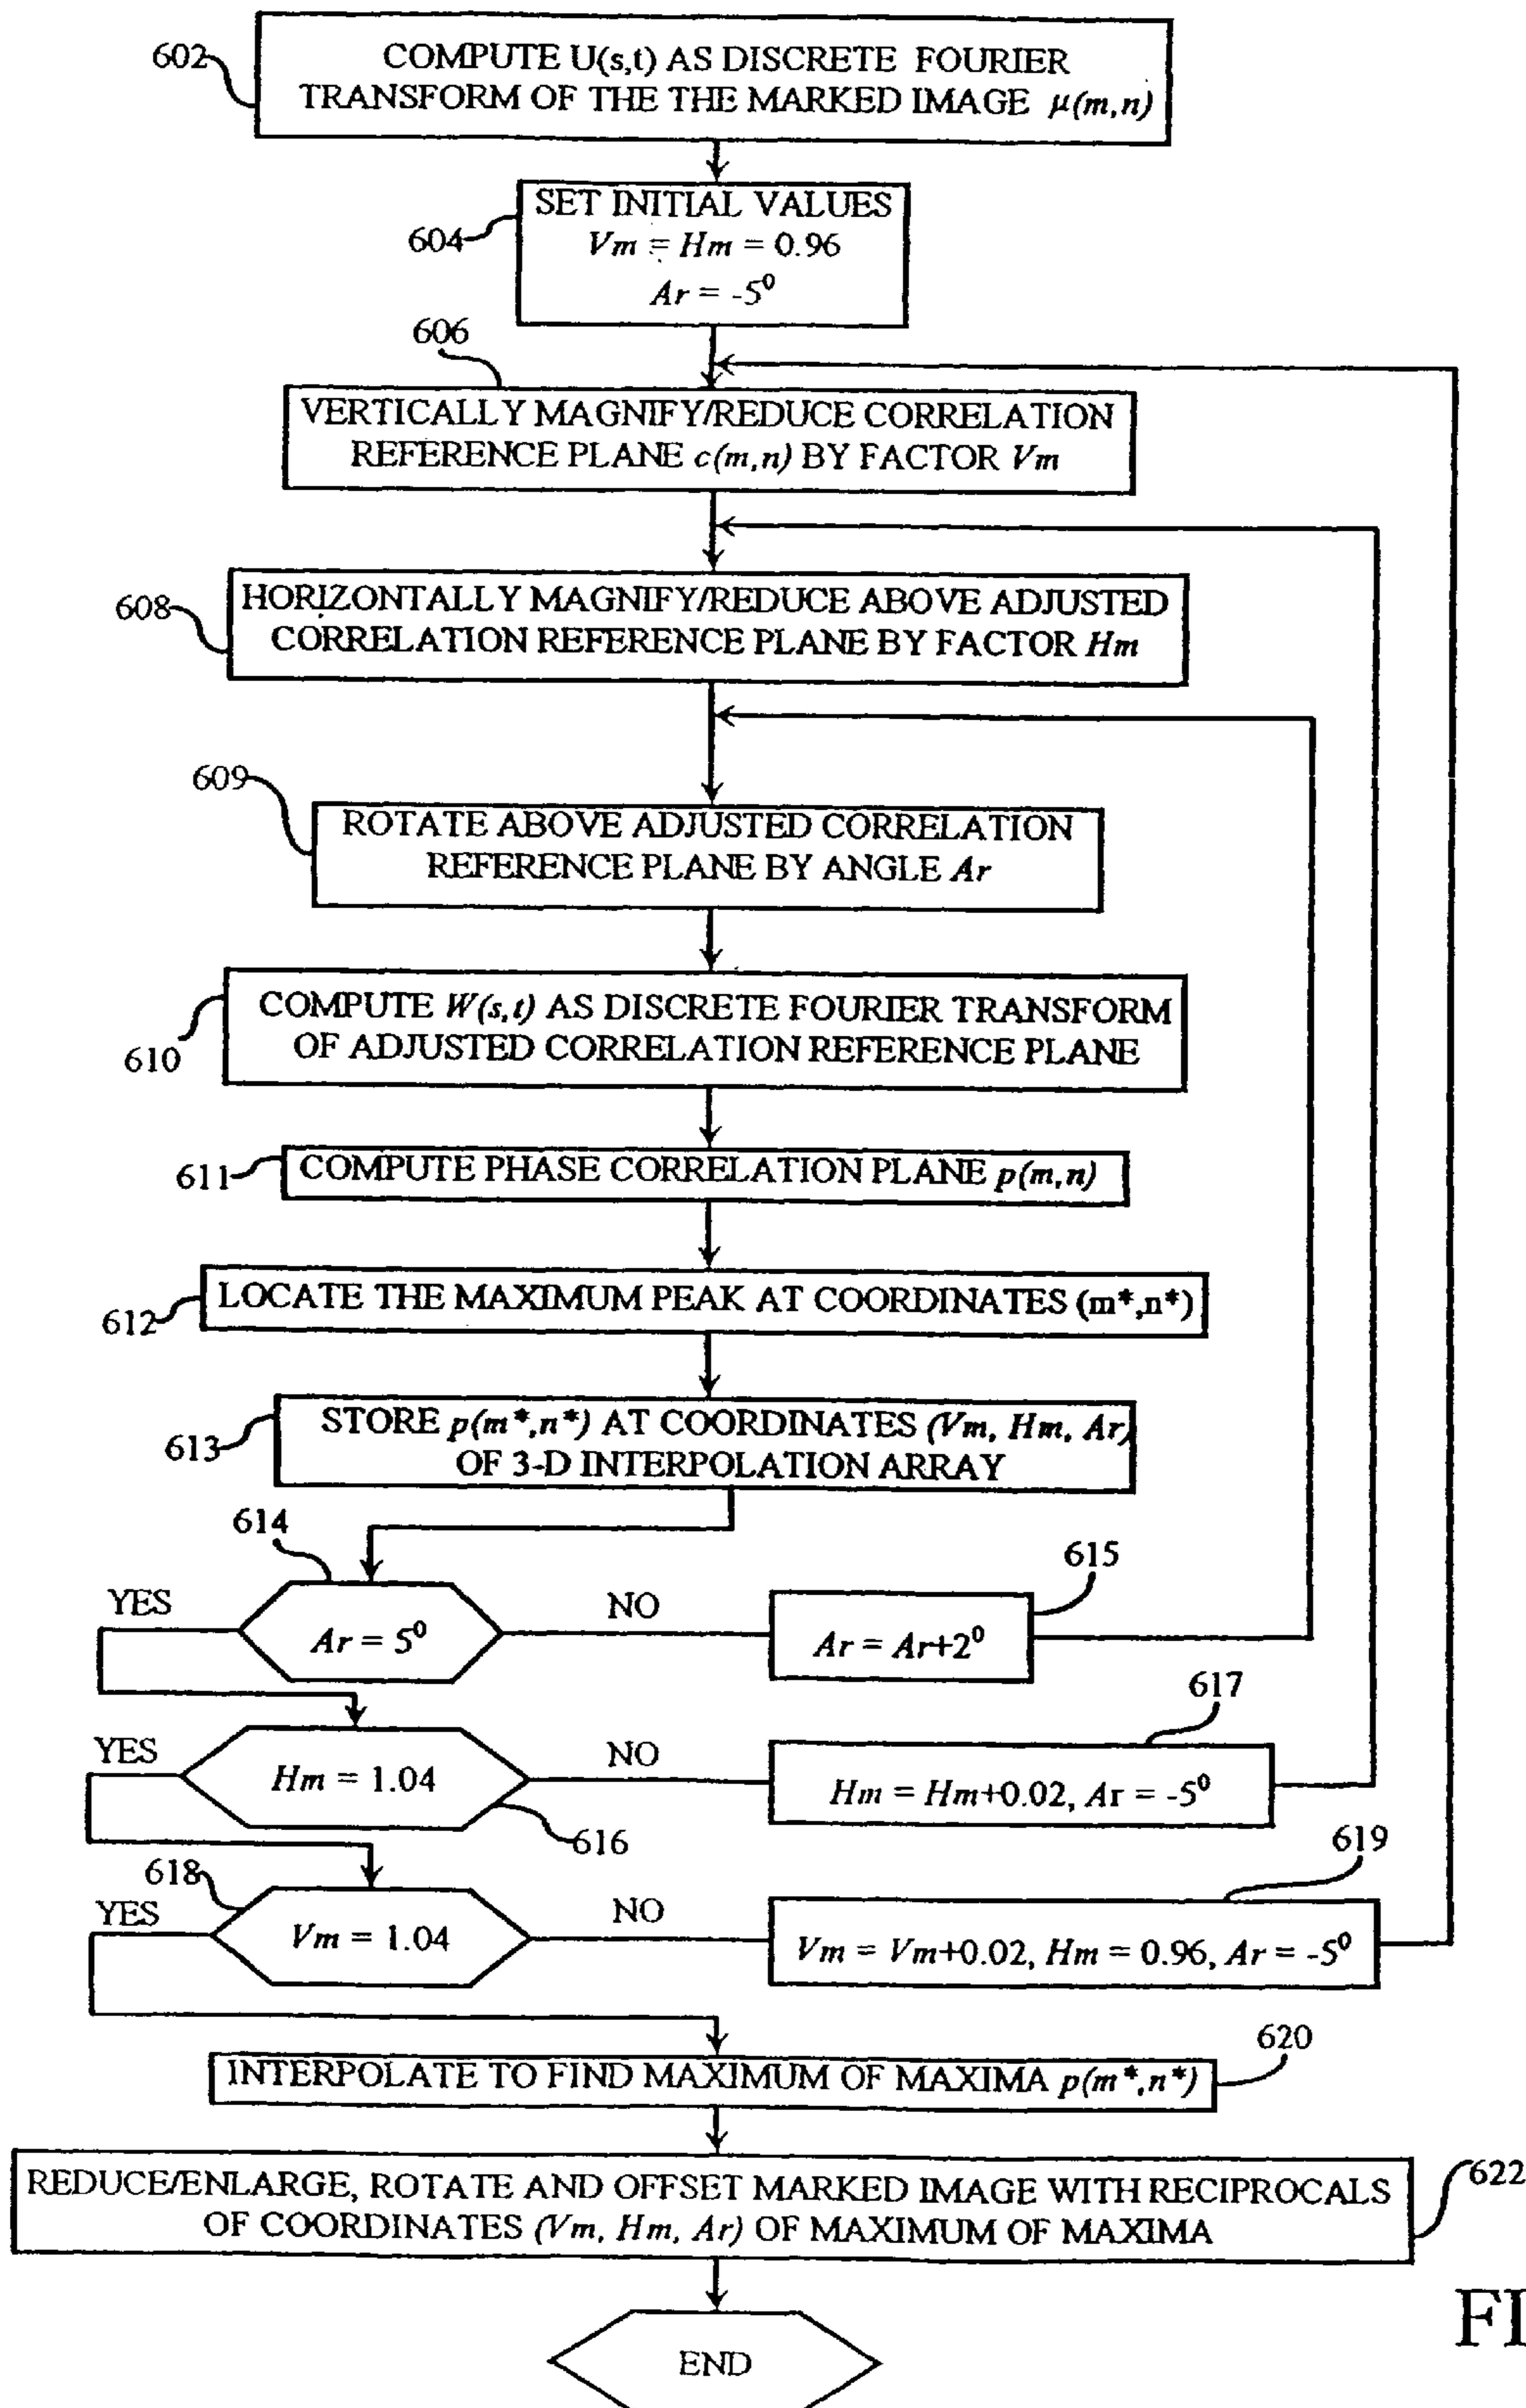 602
COMPUTE U(s,t) AS DISCRETE FOURIER
TRANSFORM OF THE THE MARKED IMAGE μ(m,n)
604
SET INITIAL VALUES
Vm = Hm = 0.96
Ar = -5⁰
606
VERTICALLY MAGNIFY/REDUCE CORRELATION
REFERENCE PLANE c(m,n) BY FACTOR Vm
608
HORIZONTALLY MAGNIFY/REDUCE ABOVE ADJUSTED
CORRELATION REFERENCE PLANE BY FACTOR Hm
609
ROTATE ABOVE ADJUSTED CORRELATION
REFERENCE PLANE BY ANGLE Ar
610
COMPUTE W(s,t) AS DISCRETE FOURIER TRANSFORM
OF ADJUSTED CORRELATION REFERENCE PLANE
611
COMPUTE PHASE CORRELATION PLANE p(m,n)
612
LOCATE THE MAXIMUM PEAK AT COORDINATES (m*,n*)
613
STORE p(m*,n*) AT COORDINATES (Vm, Hm, Ar)
OF 3-D INTERPOLATION ARRAY
614
YES
Ar = 5⁰
NO
615
Ar = Ar+2⁰
YES
Hm = 1.04
616
NO
617
Hm = Hm+0.02, Ar = -5⁰
618
YES
Vm = 1.04
NO
619
Vm = Vm+0.02, Hm = 0.96, Ar = -5⁰
620
INTERPOLATE TO FIND MAXIMUM OF MAXIMA p(m*,n*)
622
REDUCE/ENLARGE, ROTATE AND OFFSET MARKED IMAGE WITH RECIPROCALS
OF COORDINATES (Vm, Hm, Ar) OF MAXIMUM OF MAXIMA
END